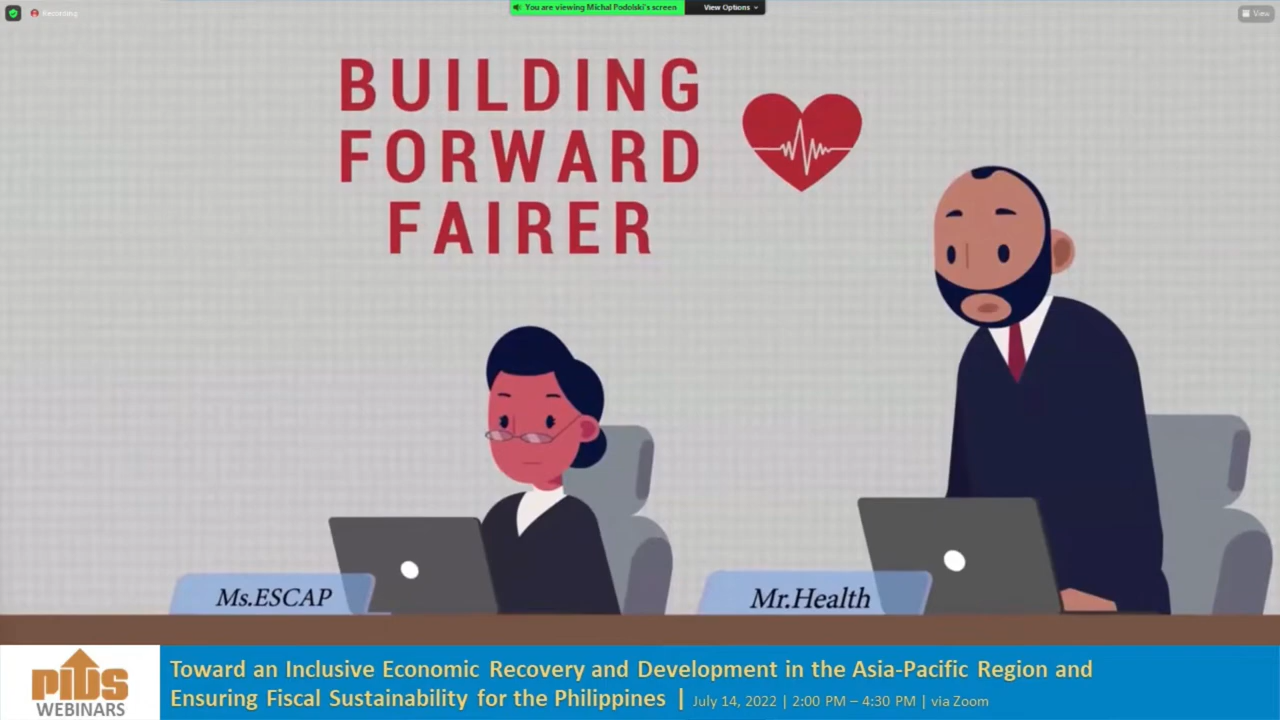 Recording
You are viewing Michal Podolski's screen
View Options
View
BUILDING
FORWARD
FAIRER
Ms.ESCAP
Mr.Health
PIDS
WEBINARS
Toward an Inclusive Economic Recovery and Development in the Asia-Pacific Region and
Ensuring Fiscal Sustainability for the Philippines | July 14, 2022 | 2:00 PM – 4:30 PM | via Zoom